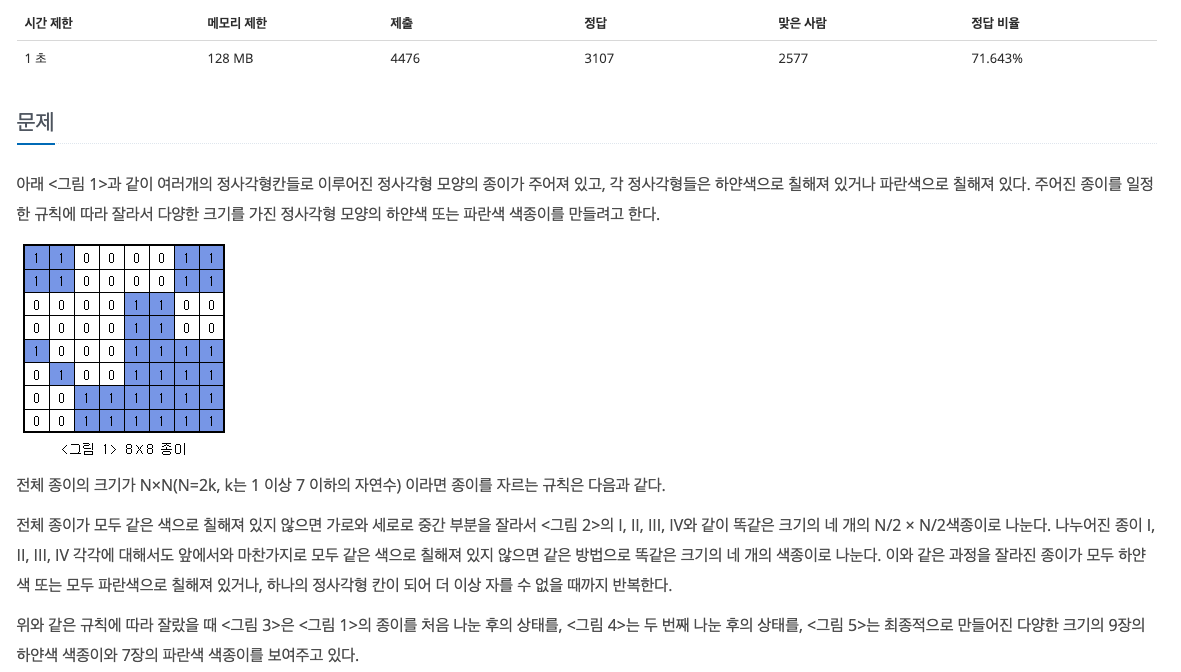 시간 제한 메모리 제한 제출 정답 맞은 사람 정답 비율
1 초 128 MB 4476 3107 2577 71.643%
문제
아래 <그림 1>과 같이 여러개의 정사각형칸들로 이루어진 정사각형 모양의 종이가 주어져 있고, 각 정사각형들은 하얀색으로 칠해져 있거나 파란색으로 칠해져 있다. 주어진 종이를 일정
한 규칙에 따라 잘라서 다양한 크기를 가진 정사각형 모양의 하얀색 또는 파란색 색종이를 만들려고 한다.
1 1 0 0 0 0 1 1
1 1 0 0 0 0 1 1
0 0 0 0 1 1 0 0
0 0 0 0 1 1 0 0
1 0 0 0 1 1 1 1
0 1 0 0 1 1 1 1
0 0 1 1 1 1 1 1
0 0 1 1 1 1 1 1
<그림 1> 8X8 종이
전체 종이의 크기가 N×N(N=2k, k는 1 이상 7 이하의 자연수) 이라면 종이를 자르는 규칙은 다음과 같다.
전체 종이가 모두 같은 색으로 칠해져 있지 않으면 가로와 세로로 중간 부분을 잘라서 <그림 2>의 I, II, III, IV와 같이 똑같은 크기의 네 개의 N/2 × N/2색종이로 나눈다. 나누어진 종이 I,
II, III, IV 각각에 대해서도 앞에서와 마찬가지로 모두 같은 색으로 칠해져 있지 않으면 같은 방법으로 똑같은 크기의 네 개의 색종이로 나눈다. 이와 같은 과정을 잘라진 종이가 모두 하얀
색 또는 모두 파란색으로 칠해져 있거나, 하나의 정사각형 칸이 되어 더 이상 자를 수 없을 때까지 반복한다.
위와 같은 규칙에 따라 잘랐을 때 <그림 3>은 <그림 1>의 종이를 처음 나눈 후의 상태를, <그림 4>는 두 번째 나눈 후의 상태를, <그림 5>는 최종적으로 만들어진 다양한 크기의 9장의
하얀색 색종이와 7장의 파란색 색종이를 보여주고 있다.